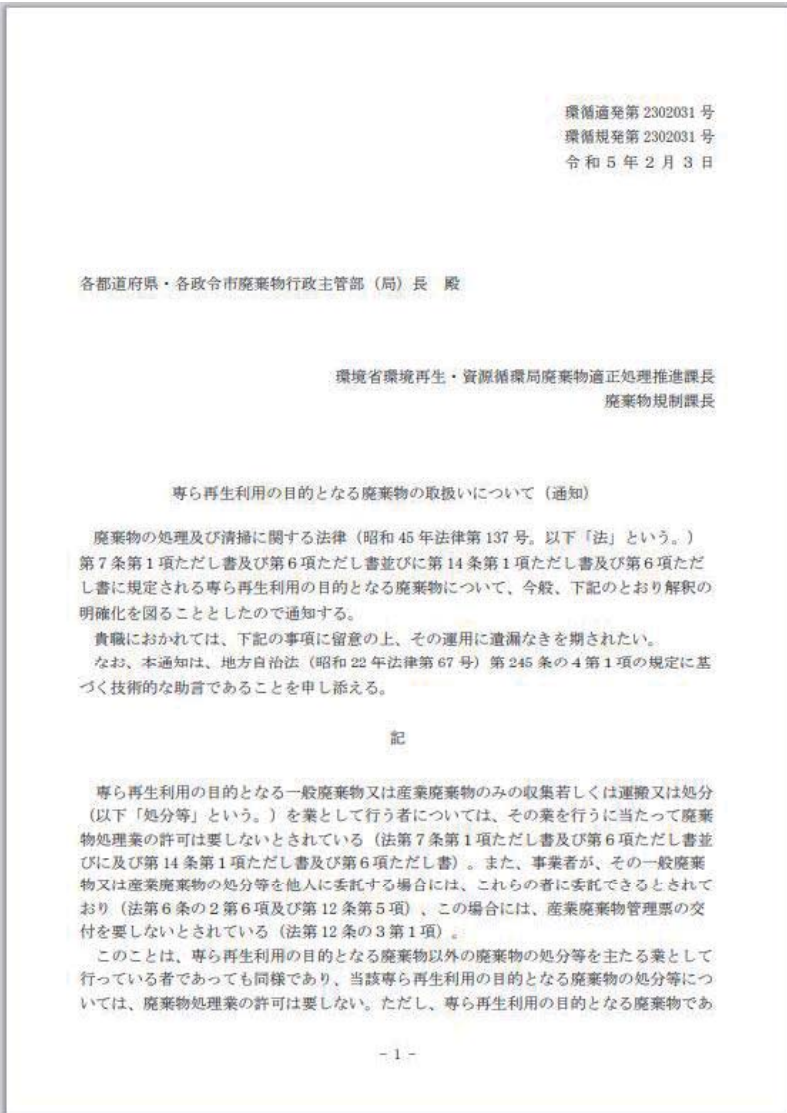 環循適発第 2302031 号
環循規発第 2302031 号
令和５年２月３日
各都道府県・各政令市廃棄物行政主管部（局）長　殿
環境省環境再生・資源循環局廃棄物適正処理推進課長
廃棄物規制課長
専ら再生利用の目的となる廃棄物の取扱いについて（通知）
廃棄物の処理及び清掃に関する法律（昭和 45 年法律第 137 号。以下「法」という。）
第７条第１項ただし書及び第６項ただし書並びに第 14 条第１項ただし書及び第６項ただ
し書に規定される専ら再生利用の目的となる廃棄物について、今般、下記のとおり解釈の
明確化を図ることとしたので通知する。
貴職におかれては、下記の事項に留意の上、その運用に遺漏なきを期されたい。
なお、本通知は、地方自治法（昭和 22 年法律第 67 号）第 245 条の４第１項の規定に基
づく技術的な助言であることを申し添える。
記
専ら再生利用の目的となる一般廃棄物又は産業廃棄物のみの収集若しくは運搬又は処分
（以下「処分等」という。）を業として行う者については、その業を行うに当たって廃棄
物処理業の許可は要しないとされている（法第７条第１項ただし書及び第６項ただし書並
びに及び第 14 条第１項ただし書及び第６項ただし書）。また、事業者が、その一般廃棄
物又は産業廃棄物の処分等を他人に委託する場合には、これらの者に委託できるとされて
おり（法第６条の２第６項及び第 12 条第５項）、この場合には、産業廃棄物管理票の交
付を要しないとされている（法第 12 条の３第１項）。
このことは、専ら再生利用の目的となる廃棄物以外の廃棄物の処分等を主たる業として
行っている者であっても同様であり、当該専ら再生利用の目的となる廃棄物の処分等につ
いては、廃棄物処理業の許可は要しない。ただし、専ら再生利用の目的となる廃棄物であ
- 1 -